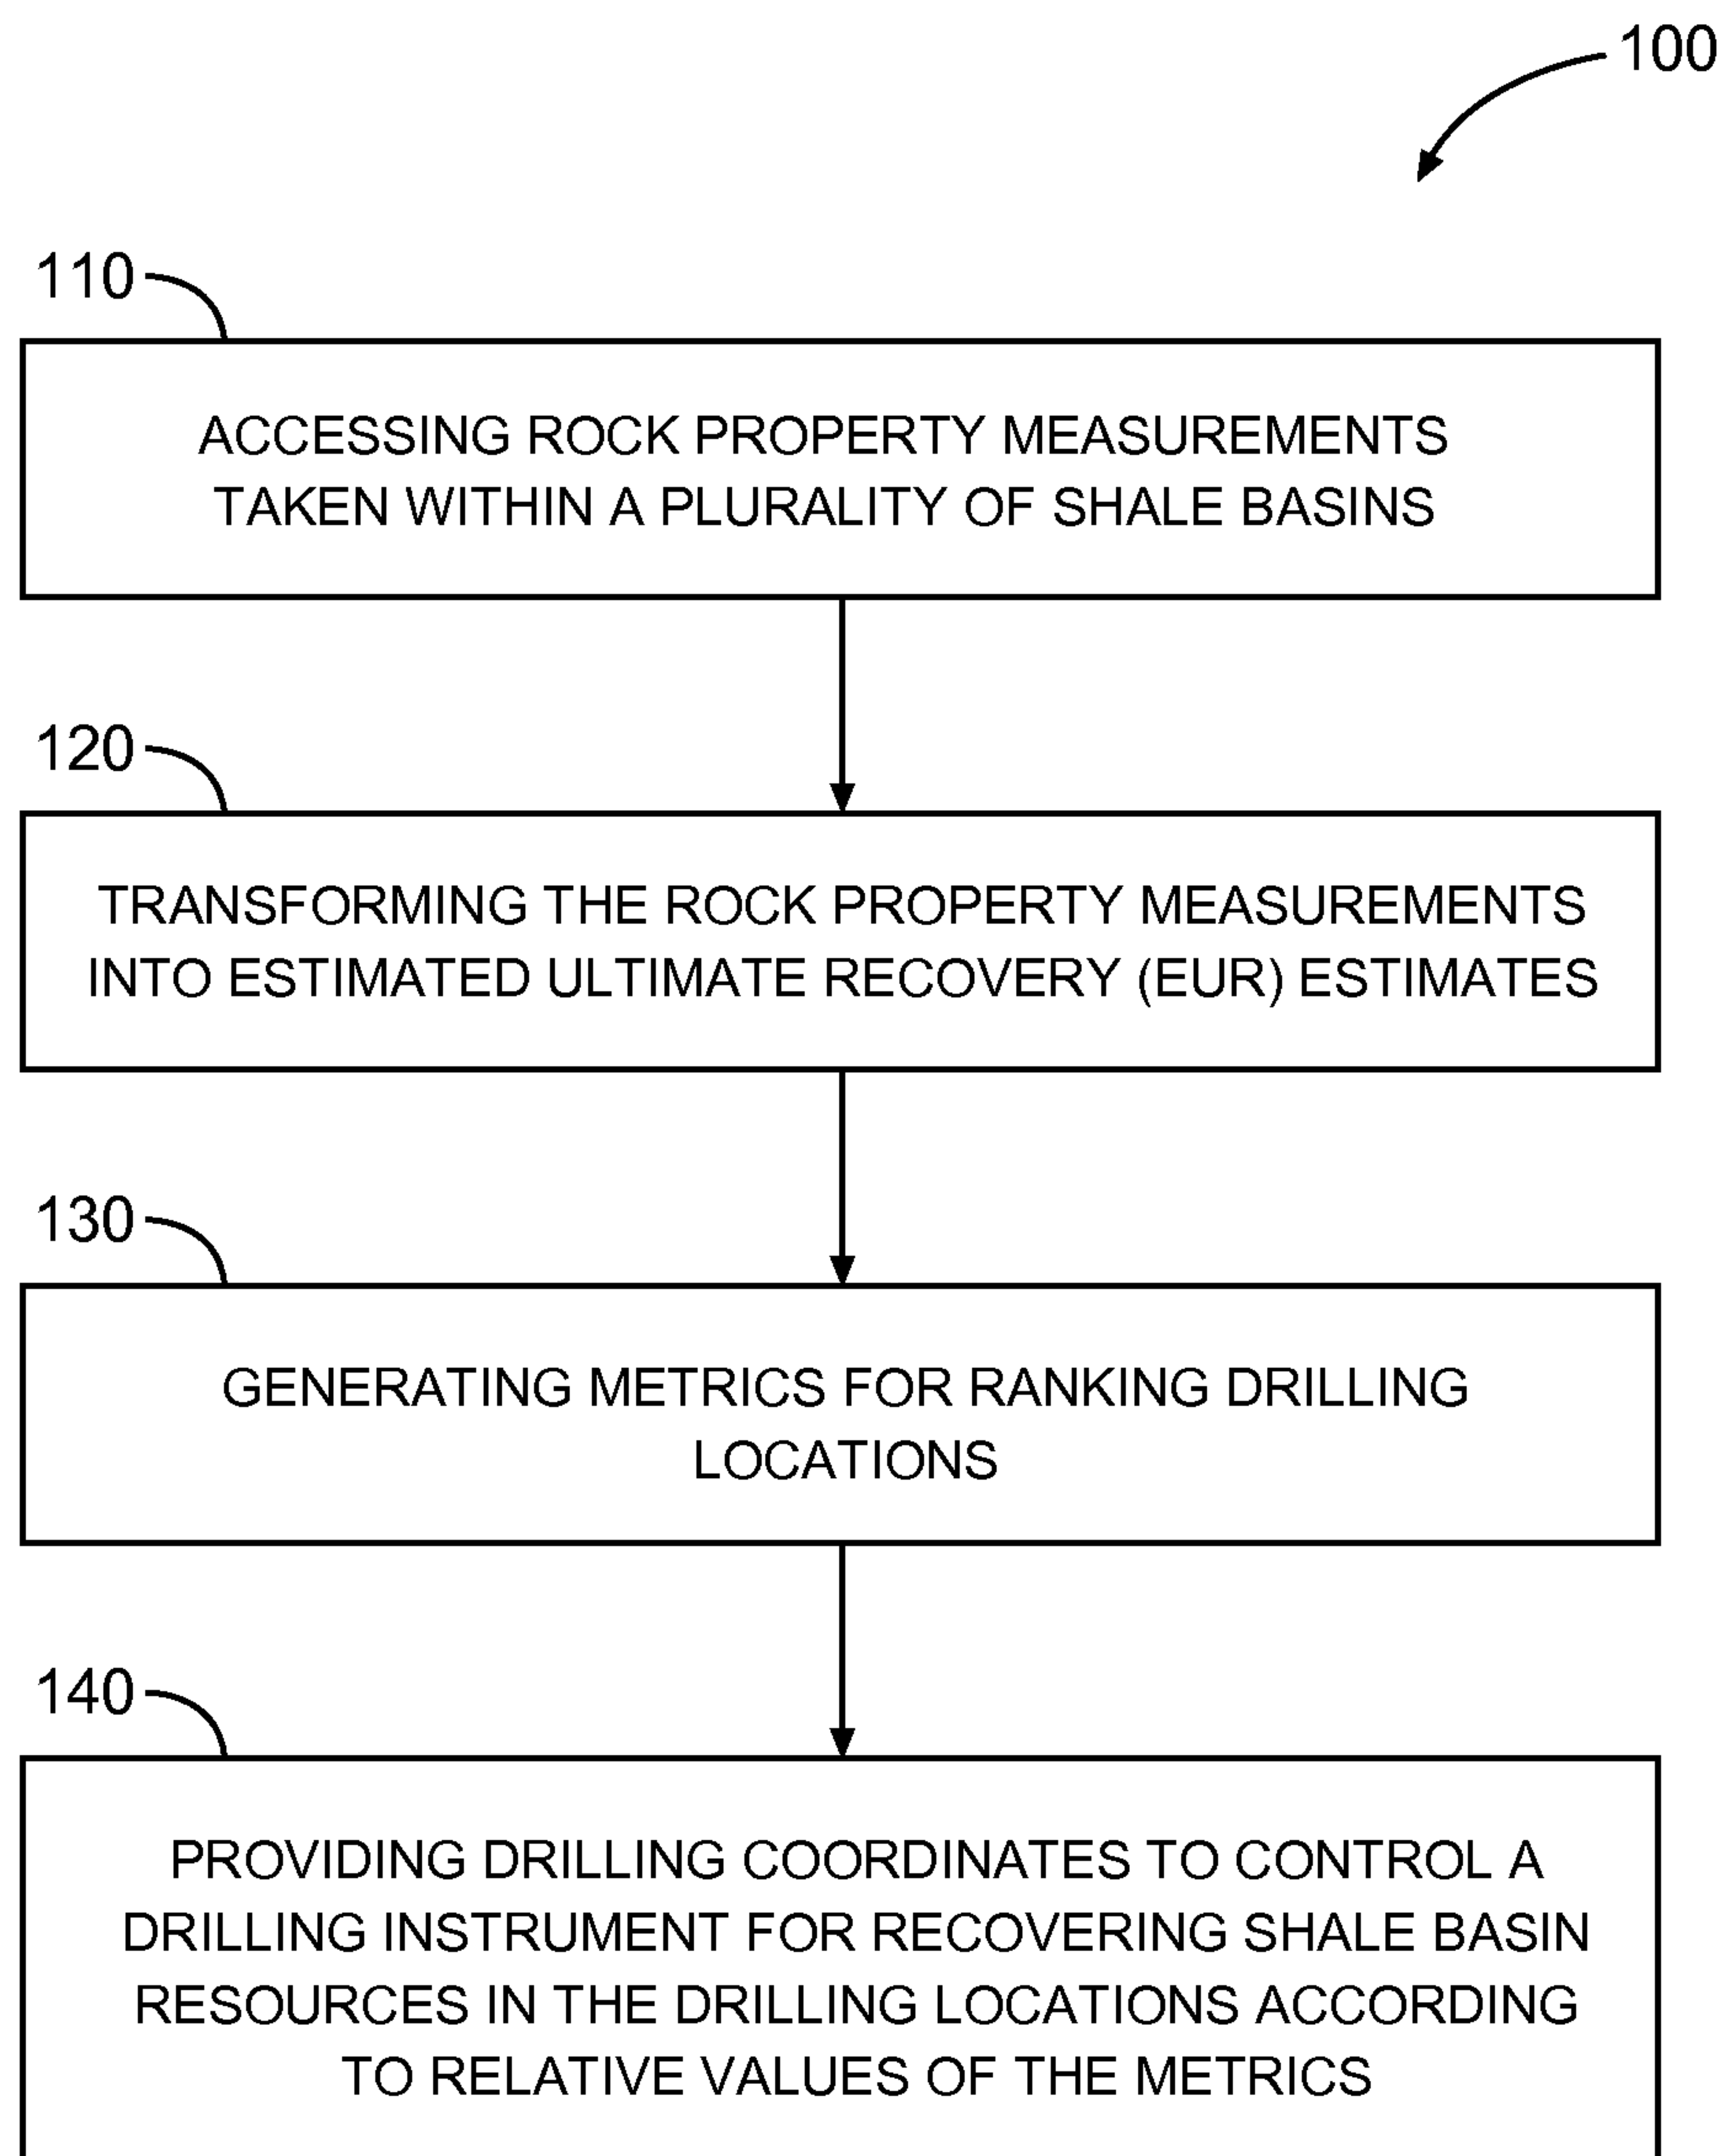 100
110
ACCESSING ROCK PROPERTY MEASUREMENTS
TAKEN WITHIN A PLURALITY OF SHALE BASINS
120
TRANSFORMING THE ROCK PROPERTY MEASUREMENTS
INTO ESTIMATED ULTIMATE RECOVERY (EUR) ESTIMATES
130
GENERATING METRICS FOR RANKING DRILLING
LOCATIONS
140
PROVIDING DRILLING COORDINATES TO CONTROL A
DRILLING INSTRUMENT FOR RECOVERING SHALE BASIN
RESOURCES IN THE DRILLING LOCATIONS ACCORDING
TO RELATIVE VALUES OF THE METRICS